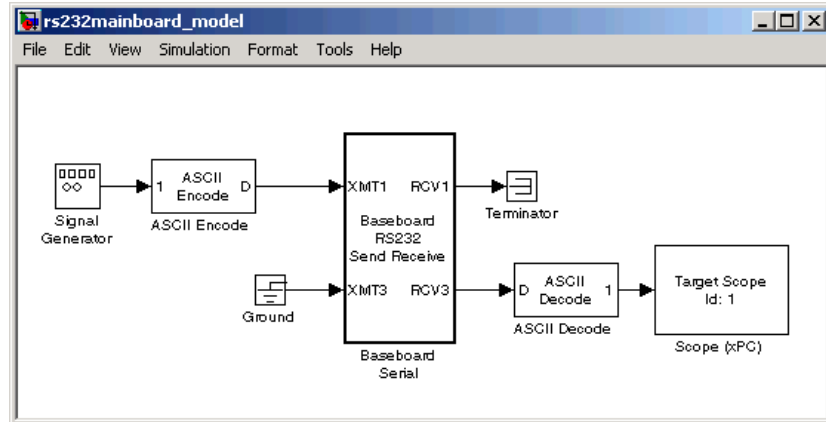 rs232mainboard_model
File Edit View Simulation Format Tools Help
Signal
Generator
1 ASCII
Encode D
ASCII Encode
XMT1 RCV1
Baseboard
RS232
Send Receive
XMT3 RCV3
Baseboard
Serial
Ground
Terminator
D ASCII
Decode 1
ASCII Decode
Target Scope
Id: 1
Scope (xPC)